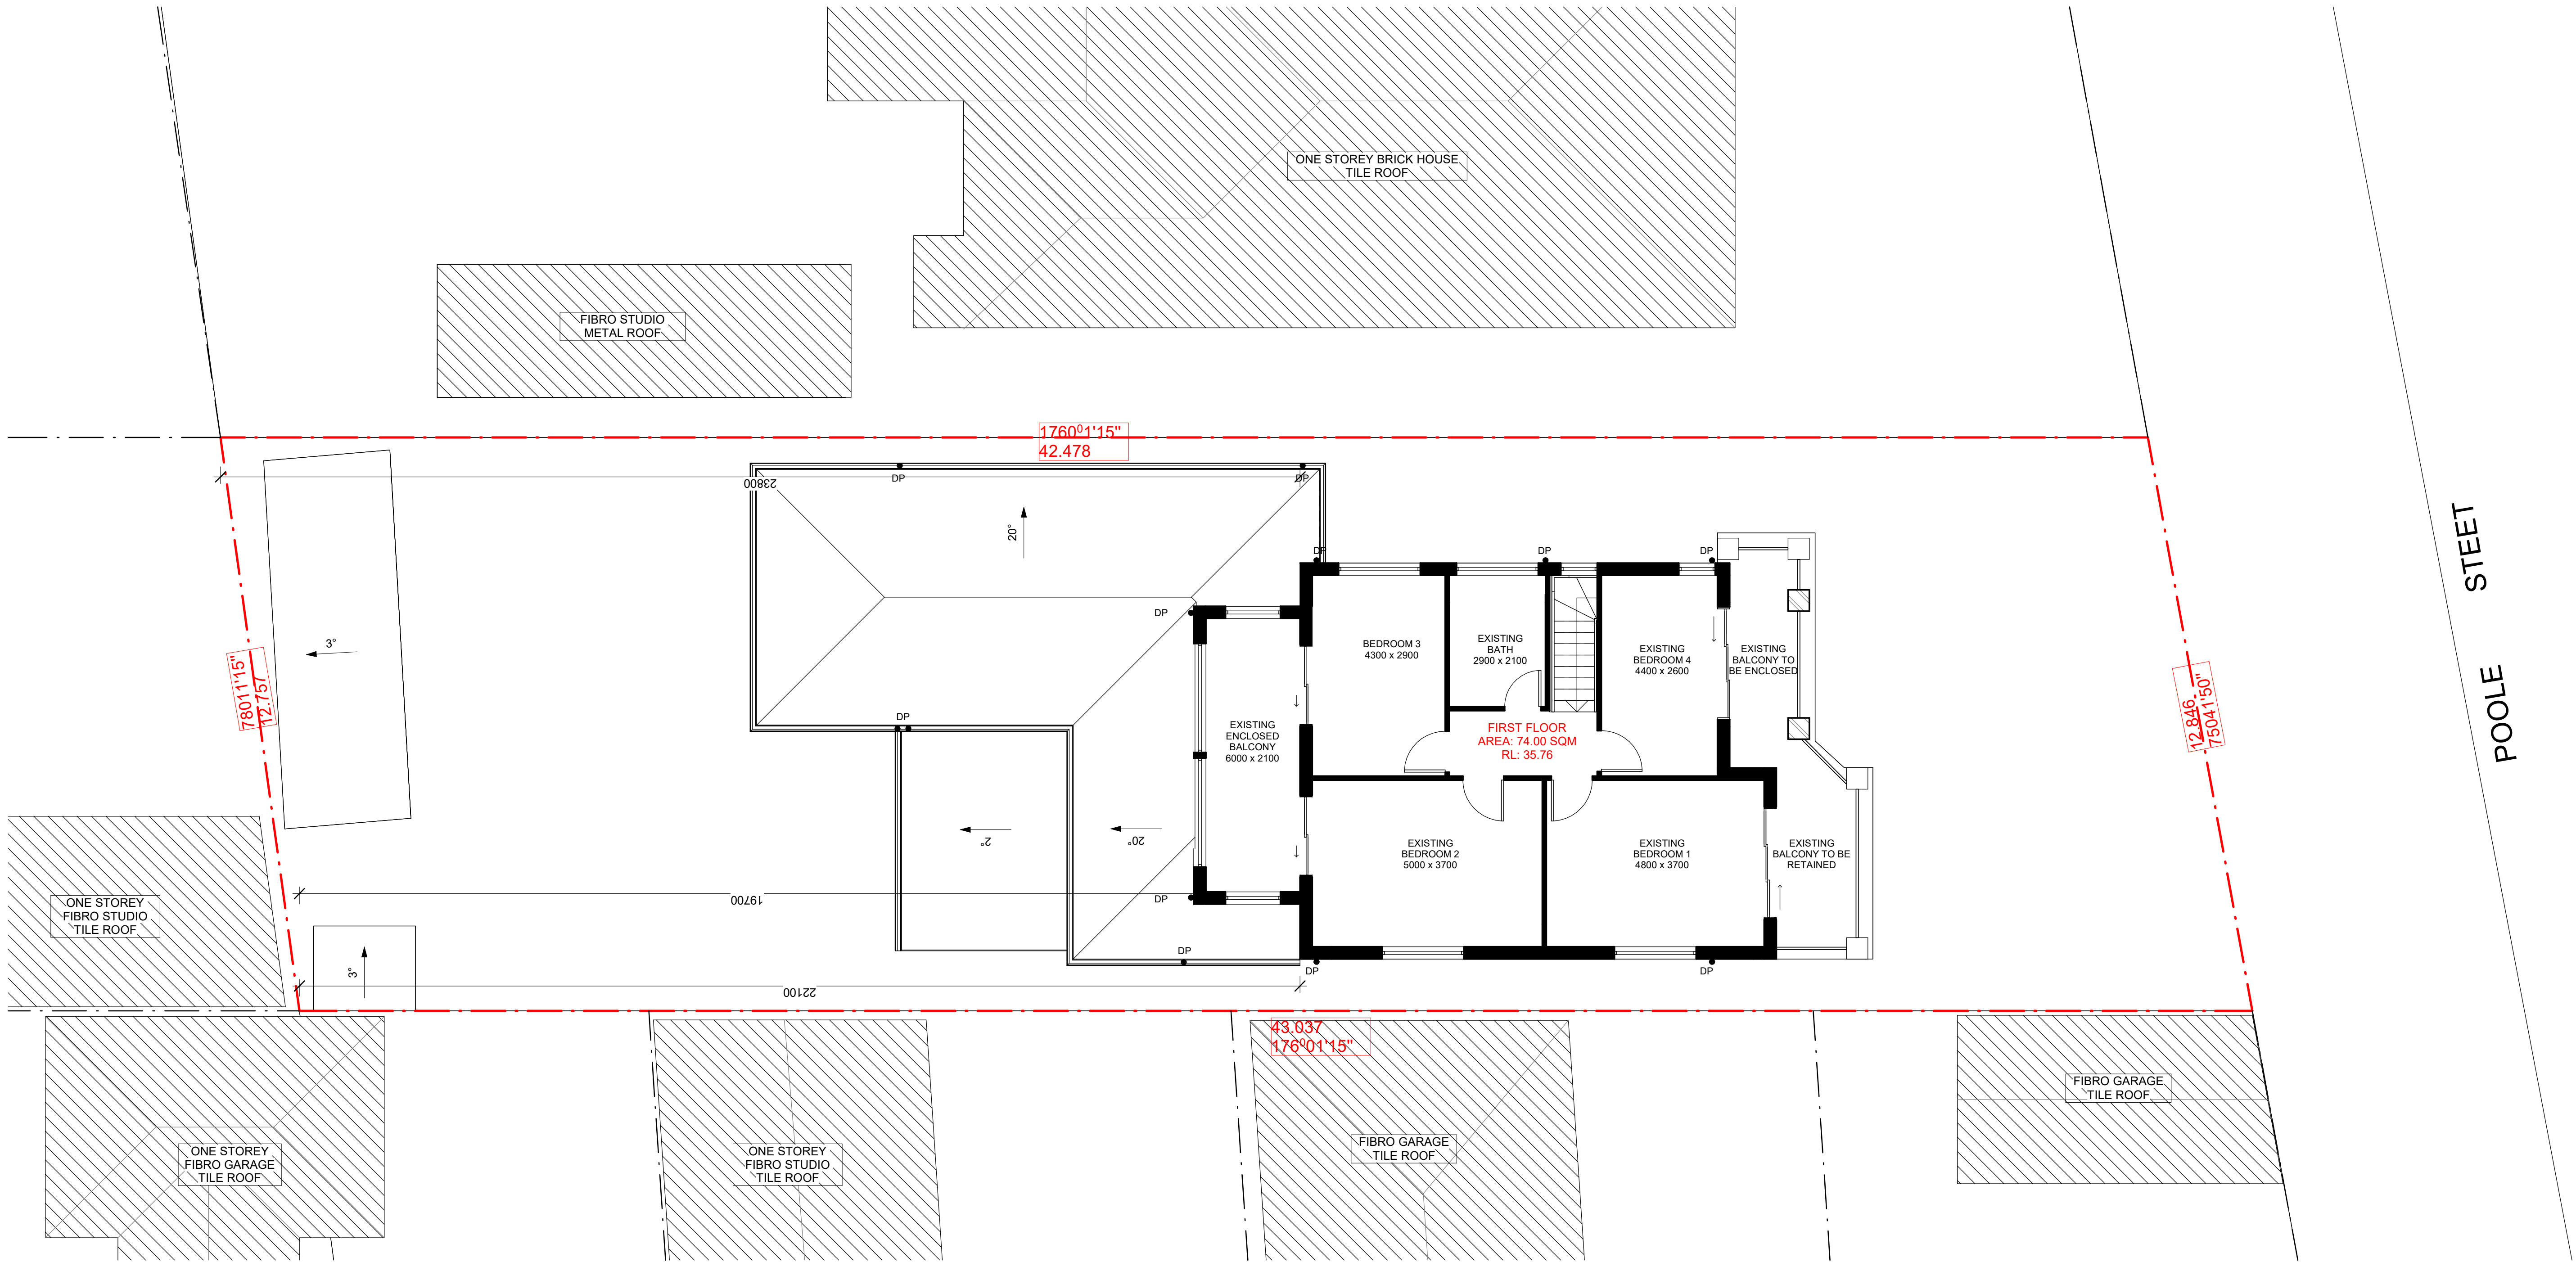 ONE STOREY BRICK HOUSE
TILE ROOF
FIBRO STUDIO
METAL ROOF
1760⁰1'15"
42.478
23800
DP
DP
20°
DP
DP
DP
STEET
POOLE
3°
78011'15"
12.757
DP
DP
BEDROOM 3
4300 x 2900
EXISTING
BATH
2900 x 2100
EXISTING
BEDROOM 4
4400 x 2600
EXISTING
BALCONY TO
BE ENCLOSED
12.846
75041'50"
EXISTING
ENCLOSED
BALCONY
6000 x 2100
FIRST FLOOR
AREA: 74.00 SQM
RL: 35.76
2°
20°
EXISTING
BEDROOM 2
5000 x 3700
EXISTING
BEDROOM 1
4800 x 3700
EXISTING
BALCONY TO BE
RETAINED
19700
DP
ONE STOREY
FIBRO STUDIO
TILE ROOF
3°
DP
DP
DP
22100
43.037
176⁰01'15"
ONE STOREY
FIBRO GARAGE
TILE ROOF
ONE STOREY
FIBRO STUDIO
TILE ROOF
FIBRO GARAGE
TILE ROOF
FIBRO GARAGE
TILE ROOF